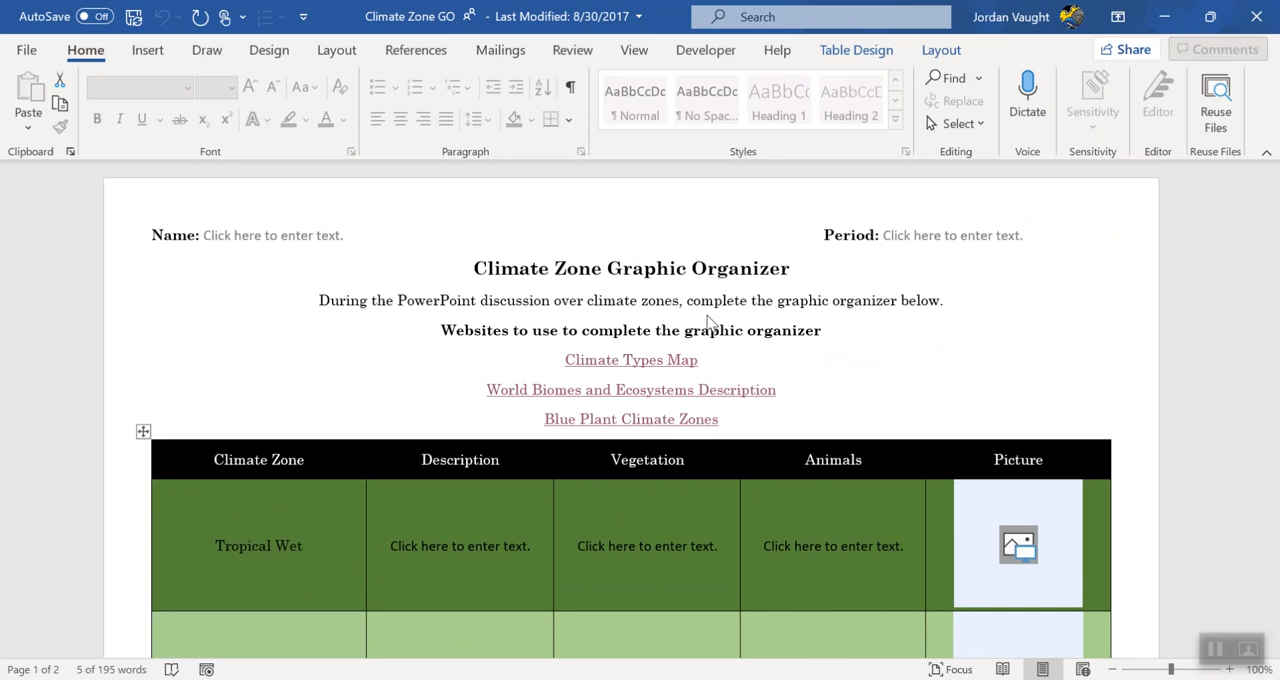 AutoSave Off Climate Zone GO - Last Modified: 8/30/2017 Search Jordan Vaught
File Home Insert Draw Design Layout References Mailings Review View Developer Help Table Design Layout Share Comments
Paste
Clipboard
Font
Paragraph
AaBbCcDc AaBbCcDc AaBbCc AaBbCcD
¶ Normal ¶ No Spac... Heading 1 Heading 2
Styles
Find
Replace
Select
Editing
Dictate
Voice
Sensitivity
Sensitivity
Editor
Editor
Reuse
Files
Reuse Files
Name: Click here to enter text. Period: Click here to enter text.
Climate Zone Graphic Organizer
During the PowerPoint discussion over climate zones, complete the graphic organizer below.
Websites to use to complete the graphic organizer
Climate Types Map
World Biomes and Ecosystems Description
Blue Plant Climate Zones
Climate Zone Description Vegetation Animals Picture
Tropical Wet Click here to enter text. Click here to enter text. Click here to enter text.
Page 1 of 2 5 of 195 words Focus 100%